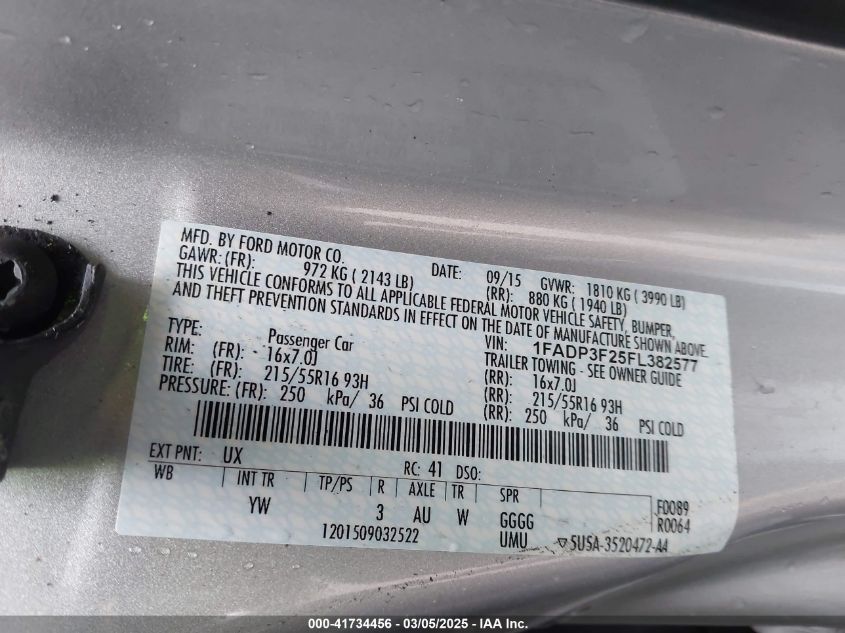 MFD. BY FORD MOTOR CO. DATE: 09/15 GVWR: 1810 KG ( 3990 LB)
GAWR: (FR): 972 KG ( 2143 LB) (RR): 880 KG ( 1940 LB)
THIS VEHICLE CONFORMS TO ALL APPLICABLE FEDERAL MOTOR VEHICLE SAFETY, BUMPER,
AND THEFT PREVENTION STANDARDS IN EFFECT ON THE DATE OF MANUFACTURE SHOWN ABOVE.
VIN: 1FADP3F25FL382577
TYPE: Passenger Car TRAILER TOWING - SEE OWNER GUIDE
RIM: (FR): 16x7.0J (RR): 16x7.0J
TIRE: (FR): 215/55R16 93H (RR): 215/55R16 93H
PRESSURE: (FR): 250 kPa/ 36 PSI COLD (RR): 250 kPa/ 36 PSI COLD
EXT PNT: UX RC: 41 DSO:
WB INT TR TP/PS R AXLE TR SPR F0089
YW 3 AU W GGGG R0064
1201509032522 UMU ▽SUSA-3520472-AA
000-41734456 - 03/05/2025 - IAA Inc.